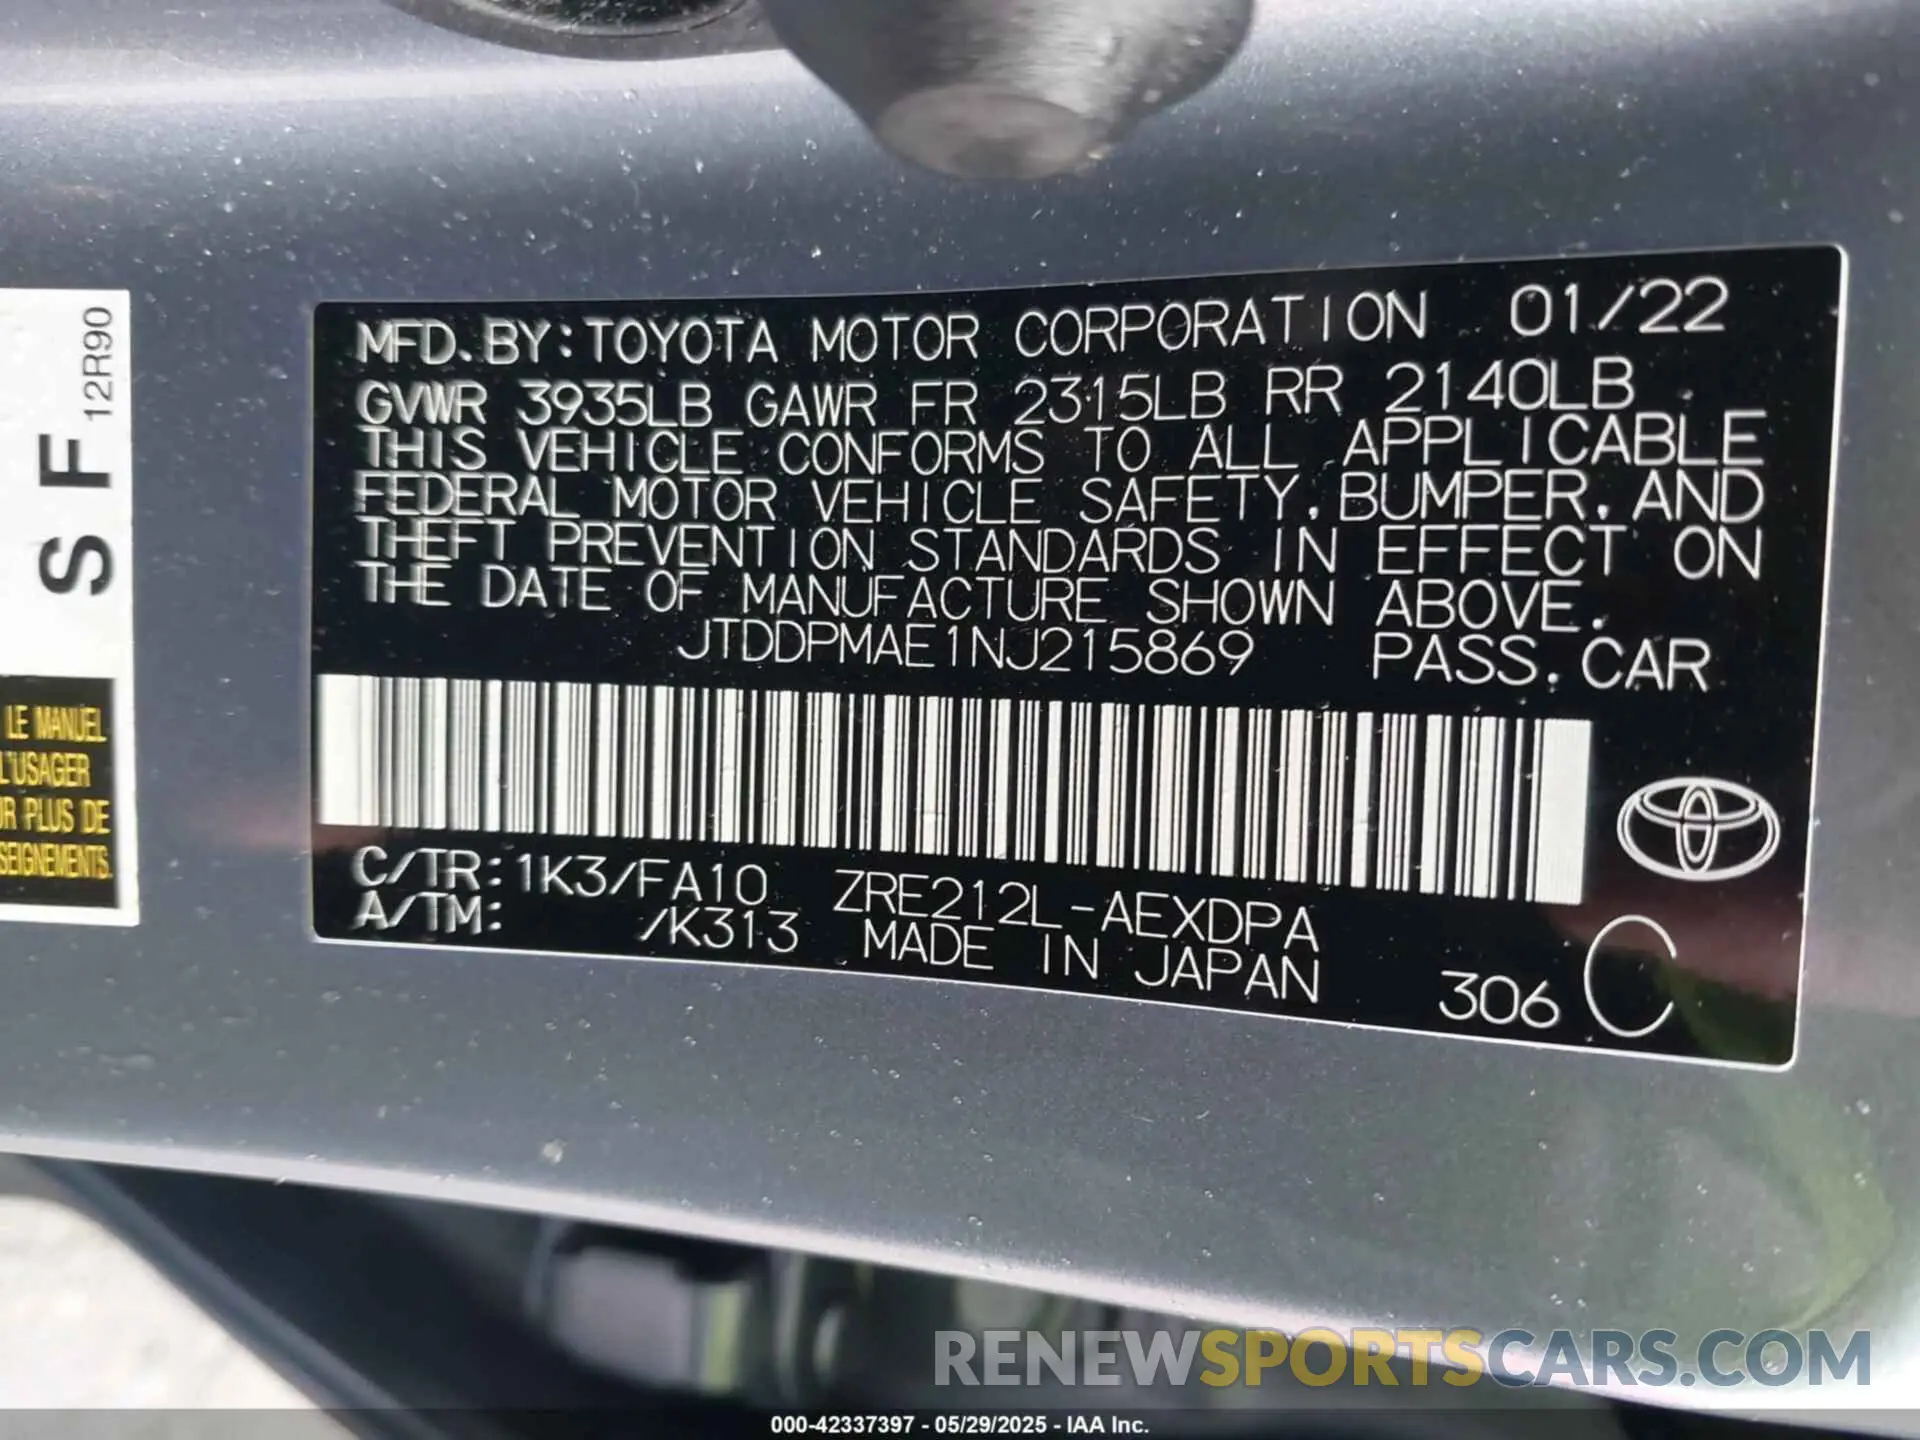 MFD. BY: TOYOTA MOTOR CORPORATION 01/22
GVWR 3935LB GAWR FR 2315LB RR 2140LB
THIS VEHICLE CONFORMS TO ALL APPLICABLE
FEDERAL MOTOR VEHICLE SAFETY, BUMPER, AND
THEFT PREVENTION STANDARDS IN EFFECT ON
THE DATE OF MANUFACTURE SHOWN ABOVE.
JTDDPMAE1NJ215869 PASS. CAR
C/TR: 1K3/FA10 ZRE212L-AEXDPA
A/TM: /K313 MADE IN JAPAN 306 C
S F 12R90
LE MANUEL
L'USAGER
PLUS DE
RENEWSPORTSCARS.COM
000-42337397 - 05/29/2025 - IAA Inc.